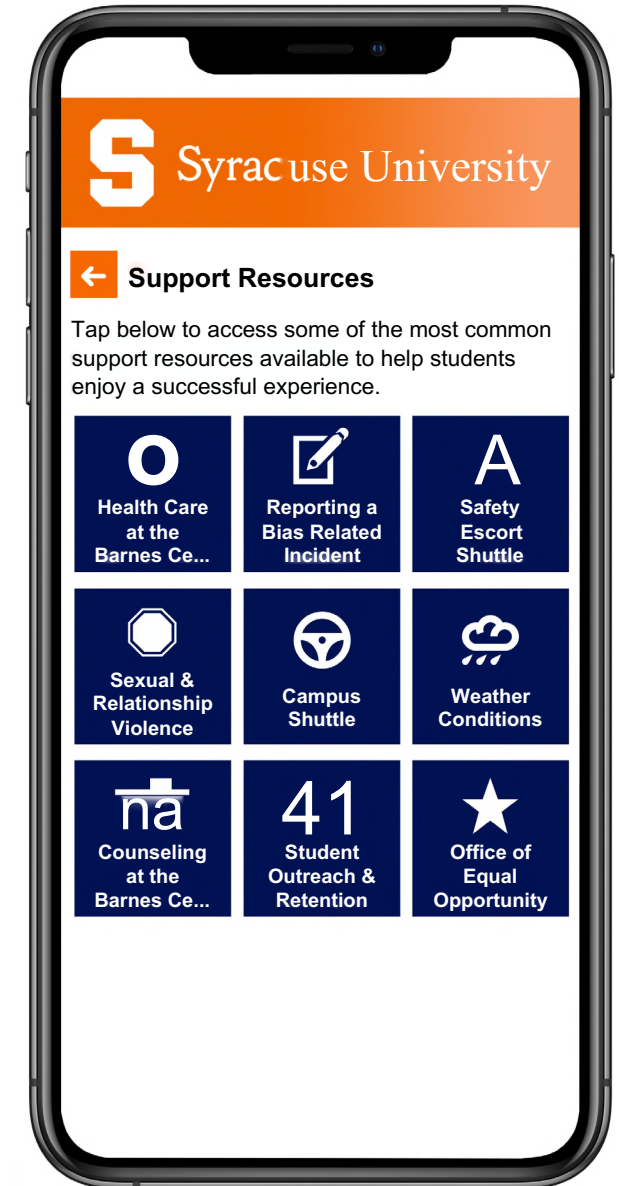 S Syracuse University
Support Resources
Tap below to access some of the most common
support resources available to help students
enjoy a successful experience.
O
Health Care
at the
Barnes Ce...
Reporting a
Bias Related
Incident
A
Safety
Escort
Shuttle
Sexual &
Relationship
Violence
Campus
Shuttle
Weather
Conditions
na
Counseling
at the
Barnes Ce...
41
Student
Outreach &
Retention
Office of
Equal
Opportunity